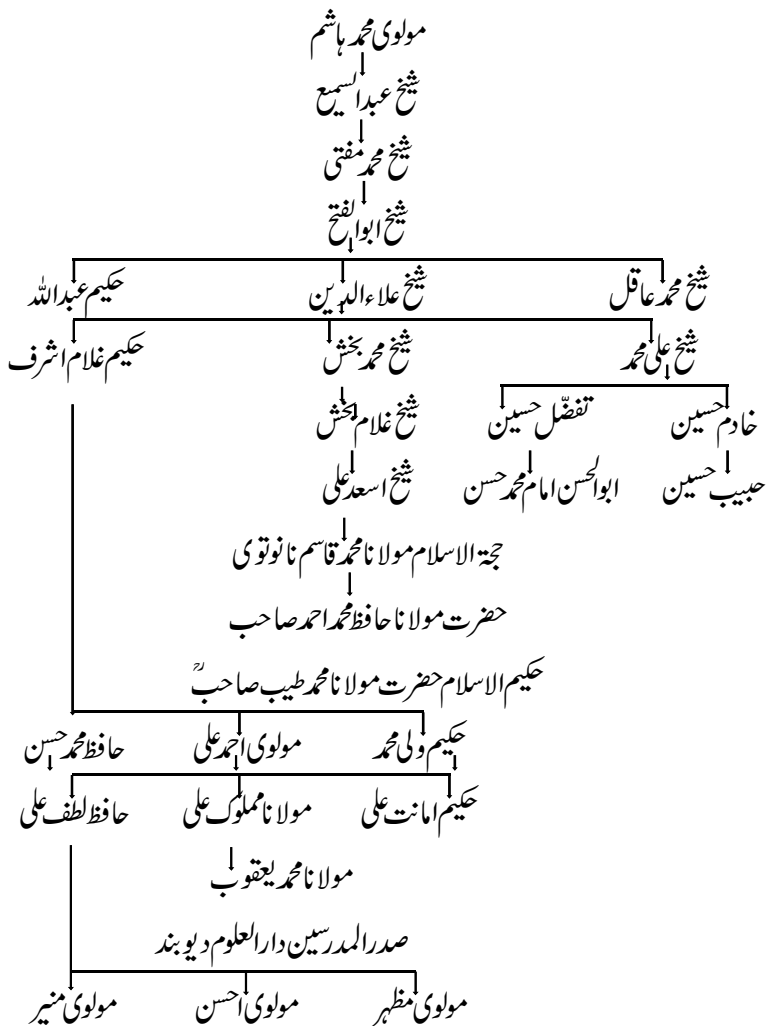 مولوی محمد ہاشم
شیخ عبدالسمیع
شیخ محمد مفتی
شیخ ابوالفتح
شیخ محمد عاقل شیخ علاءالدین حکیم عبداللہ
شیخ علی محمد شیخ محمد بخش حکیم غلام اشرف
خادم حسین تفضّل حسین شیخ غلام بخش
حبیب حسین ابوالحسن امام محمد حسن شیخ اسعد علی
حجۃ الاسلام مولانا محمد قاسم نانوتوی
حضرت مولانا حافظ محمد احمد صاحب
حکیم الاسلام حضرت مولانا محمد طیب صاحبؒ
حکیم ولی محمد مولوی احمد علی حافظ محمد حسن
حکیم امانت علی مولانا مملوک علی حافظ لطف علی
مولانا محمد یعقوب
صدر المدرسین دارالعلوم دیوبند
مولوی مظہر مولوی احسن مولوی منیر